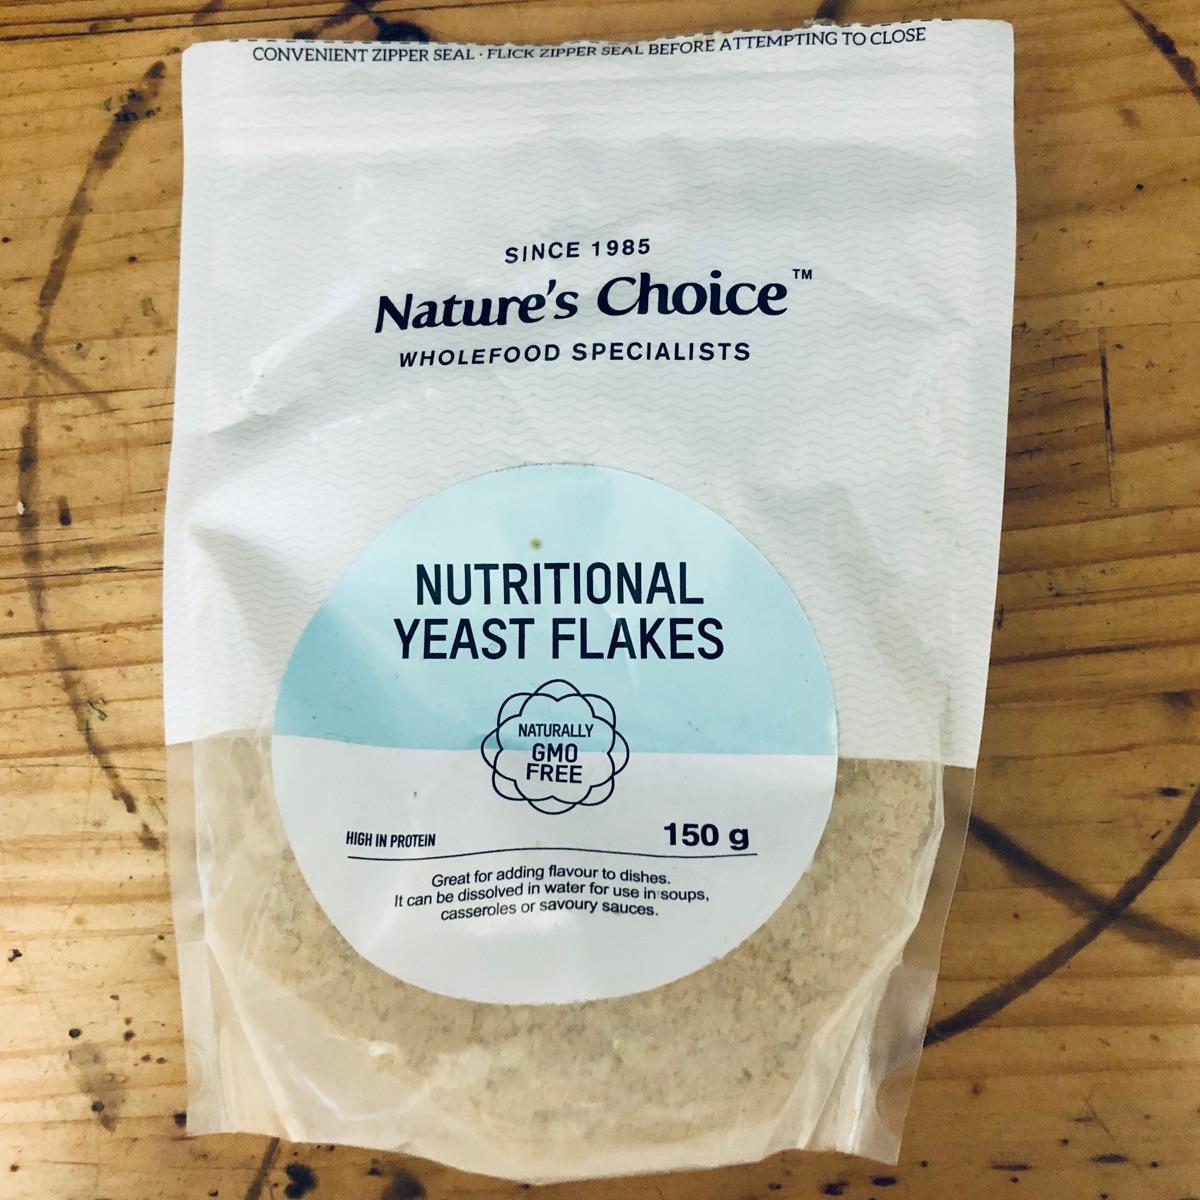 CONVENIENT ZIPPER SEAL · FLICK ZIPPER SEAL BEFORE ATTEMPTING TO CLOSE
SINCE 1985
Nature's Choice™
WHOLEFOOD SPECIALISTS
NUTRITIONAL
YEAST FLAKES
NATURALLY
GMO
FREE
HIGH IN PROTEIN
150 g
Great for adding flavour to dishes.
It can be dissolved in water for use in soups,
casseroles or savoury sauces.